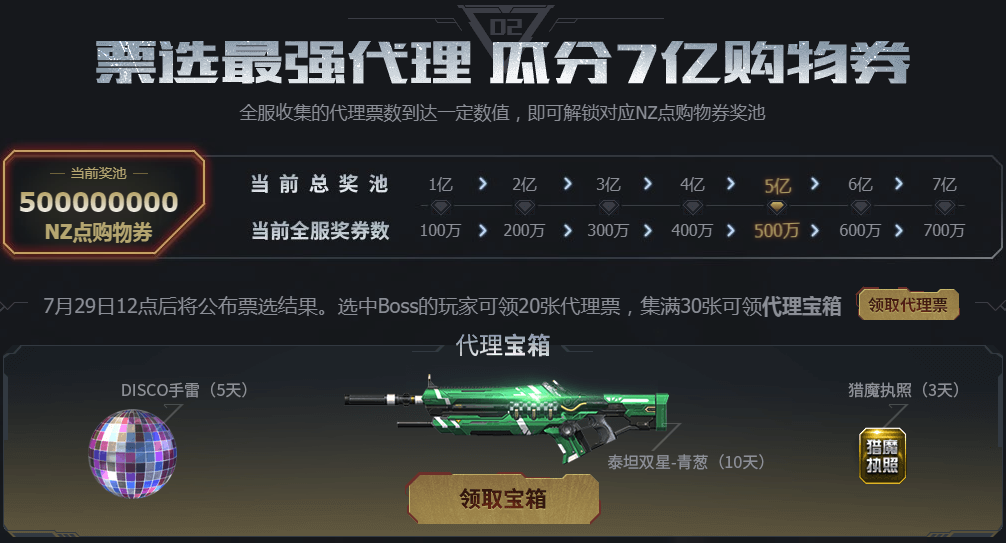 02
票选最强代理 瓜分7亿购物券
全服收集的代理票数到达一定数值，即可解锁对应NZ点购物券奖池
当前奖池
500000000
NZ点购物券
当前总奖池 1亿 2亿 3亿 4亿 5亿 6亿 7亿
当前全服奖券数 100万 200万 300万 400万 500万 600万 700万
7月29日12点后将公布票选结果。选中Boss的玩家可领20张代理票，集满30张可领代理宝箱 领取代理票
代理宝箱
DISCO手雷（5天）
猎魔执照（3天）
猎魔
执照
泰坦双星-青葱（10天）
领取宝箱